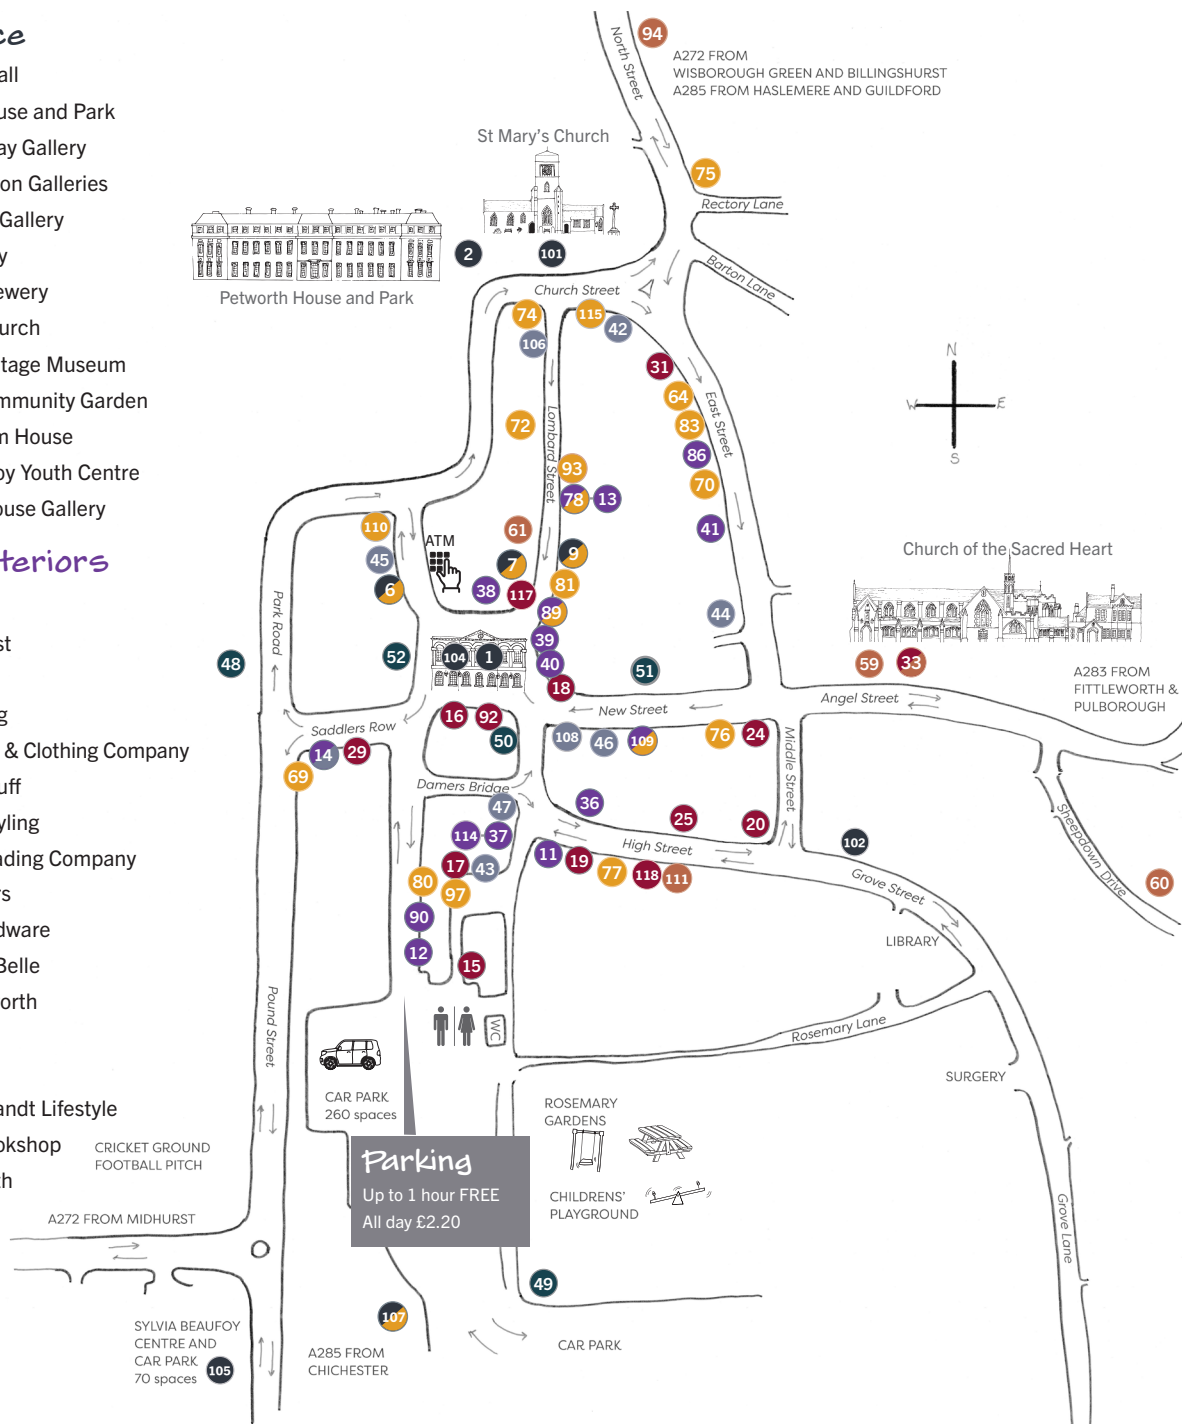 ce
all
use and Park
ay Gallery
on Galleries
Gallery
y
ewery
urch
tage Museum
mmunity Garden
n House
oy Youth Centre
ouse Gallery
teriors
st
g
& Clothing Company
uff
yling
ading Company
rs
dware
Belle
orth
andt Lifestyle
okshop
th
North Street
94
A272 FROM
WISBOROUGH GREEN AND BILLINGSHURST
A285 FROM HASLEMERE AND GUILDFORD
St Mary's Church
75
Rectory Lane
2
101
Barton Lane
Petworth House and Park
Church Street
74
115
42
106
31
N
W
E
S
64
East Street
72
83
Lombard Street
86
93
70
78
13
110
61
41
ATM
45
7
9
Church of the Sacred Heart
6
38
117
81
89
44
Park Road
39
48
52
104
1
40
51
59
33
A283 FROM
FITTLEWORTH &
PULBOROUGH
18
Angel Street
New Street
16
92
Saddlers Row
50
108
46
109
76
24
14
29
69
Middle Street
Damers Bridge
47
36
25
20
Sheepdown Drive
114
37
High Street
102
11
19
77
118
111
17
43
80
97
Grove Street
60
90
12
15
LIBRARY
WC
Pound Street
Rosemary Lane
CAR PARK
260 spaces
SURGERY
ROSEMARY
GARDENS
CRICKET GROUND
FOOTBALL PITCH
Parking
Up to 1 hour FREE
All day £2.20
CHILDRENS'
PLAYGROUND
A272 FROM MIDHURST
Grove Lane
49
107
SYLVIA BEAUFOY
CENTRE AND
CAR PARK
70 spaces
105
A285 FROM
CHICHESTER
CAR PARK